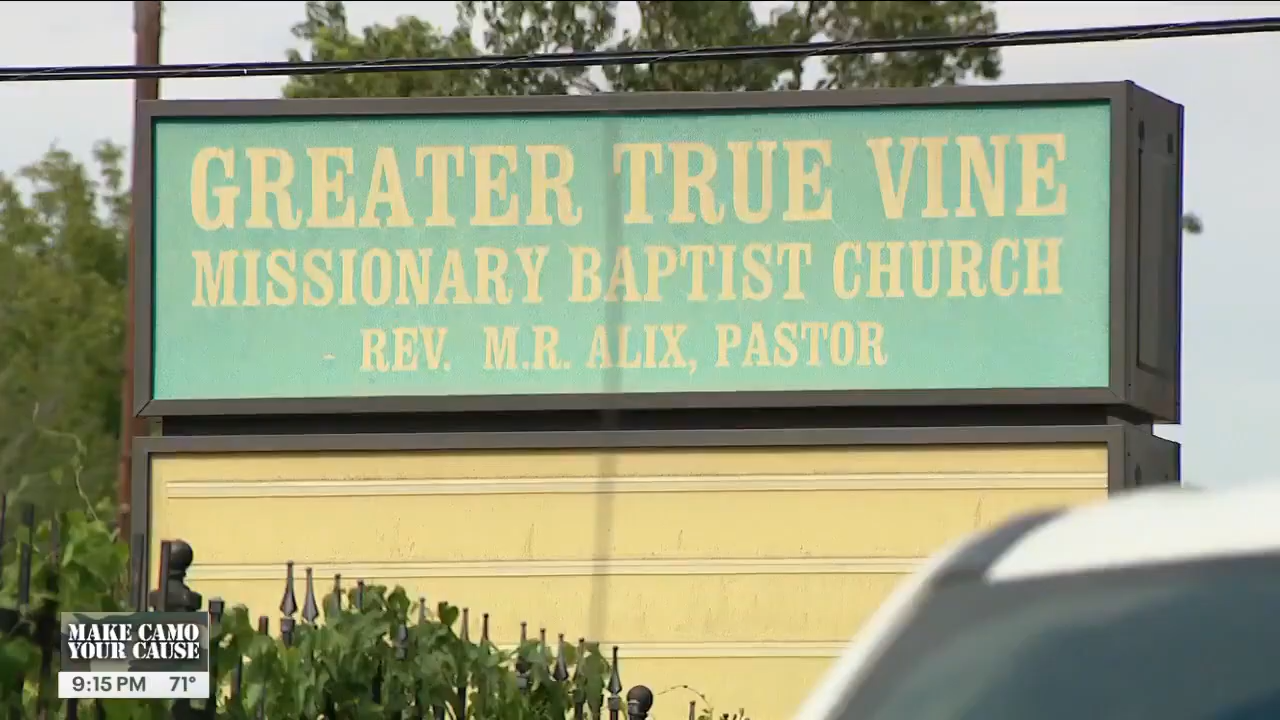 GREATER TRUE VINE
MISSIONARY BAPTIST CHURCH
- REV. M.R. ALIX, PASTOR
MAKE CAMO
YOUR CAUSE
9:15 PM 71°